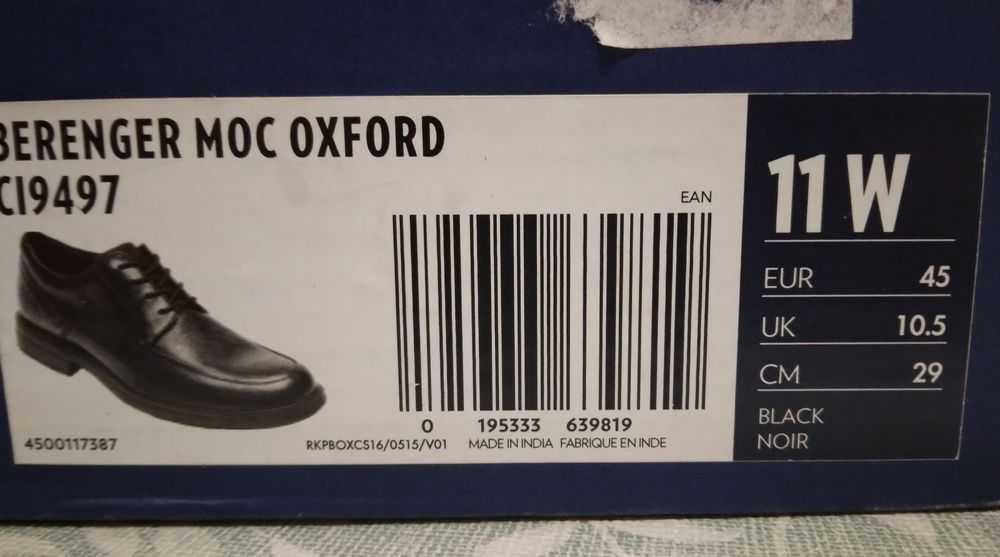 BERENGER MOC OXFORD
CI9497
EAN
0 195333 639819
4500117387
RKPBOXCS16/0515/V01 MADE IN INDIA FABRIQUE EN INDE
11 W
EUR 45
UK 10.5
CM 29
BLACK
NOIR